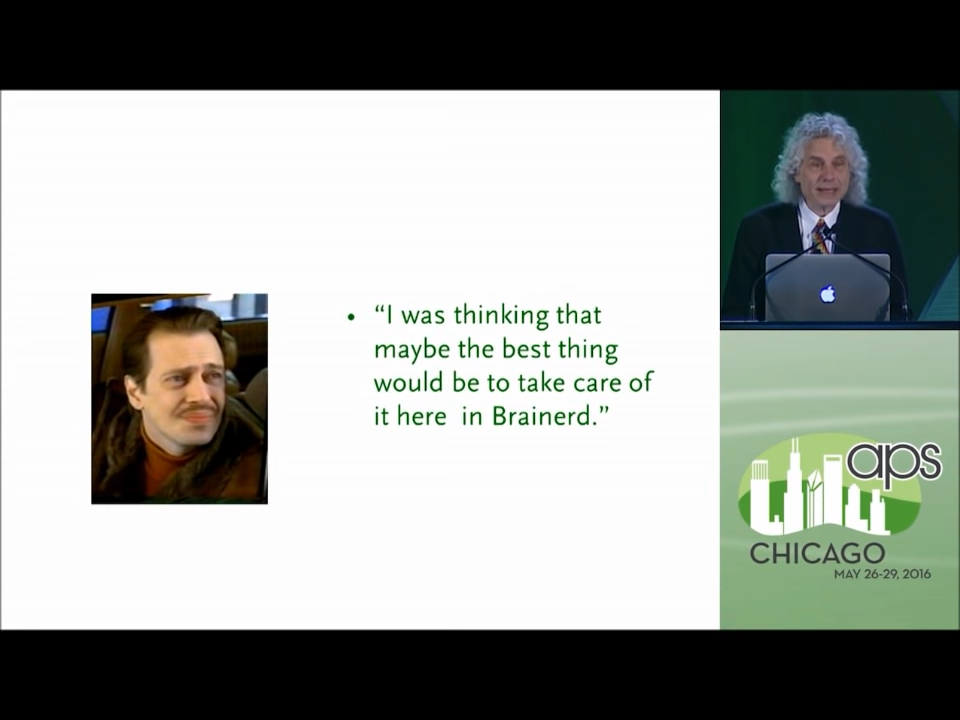 • “I was thinking that
maybe the best thing
would be to take care of
it here  in Brainerd.”
aps
CHICAGO
MAY 26-29, 2016